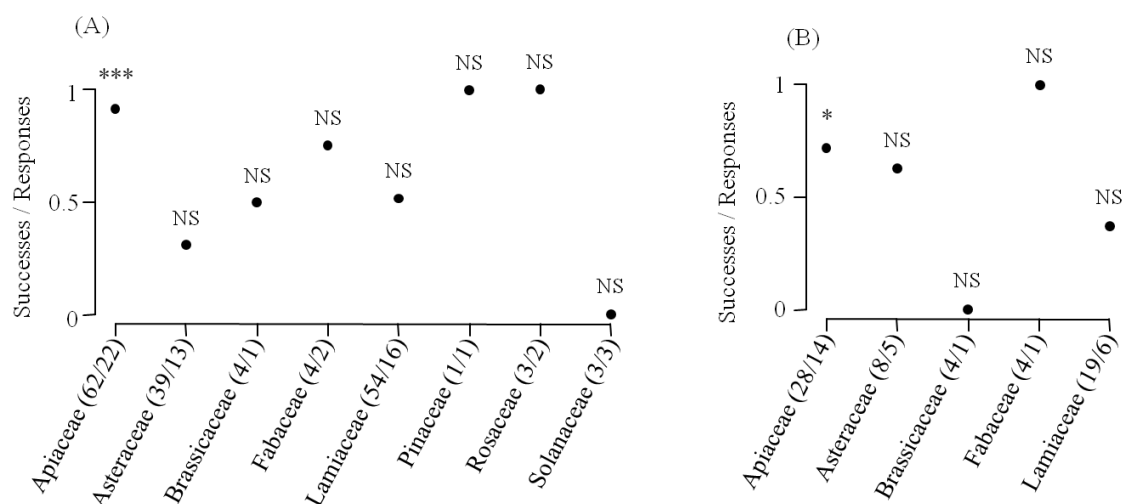 (A)
Successes / Responses
1
0.5
0
***
NS
NS
NS
NS
NS
NS
NS
Apiaceae (62/22)
Asteraceae (39/13)
Brassicaceae (4/1)
Fabaceae (4/2)
Lamiaceae (54/16)
Pinaceae (1/1)
Rosaceae (3/2)
Solanaceae (3/3)
(B)
Successes / Responses
1
0.5
0
*
NS
NS
NS
NS
Apiaceae (28/14)
Asteraceae (8/5)
Brassicaceae (4/1)
Fabaceae (4/1)
Lamiaceae (19/6)